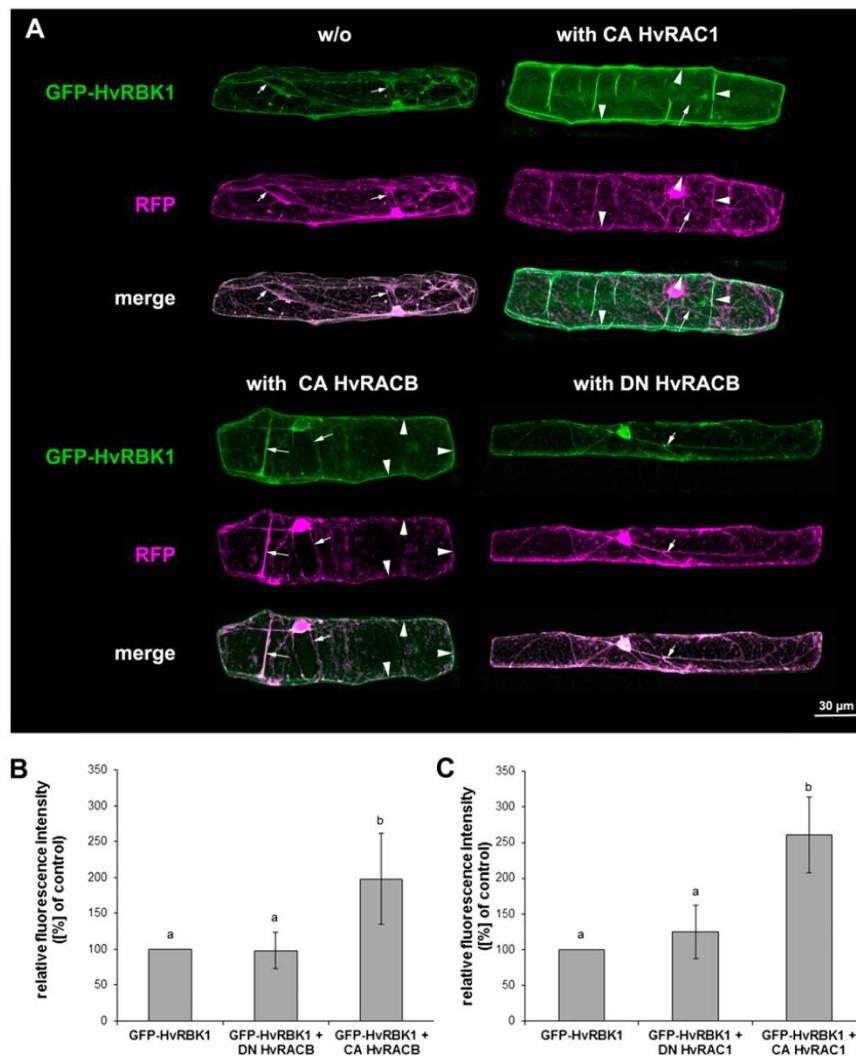 A
w/o
with CA HvRAC1
GFP-HvRBK1
RFP
merge
with CA HvRACB
with DN HvRACB
GFP-HvRBK1
RFP
merge
30 µm
B
relative fluorescence intensity
([%] of control)
350
300
250
200
150
100
50
0
a
a
b
GFP-HvRBK1
GFP-HvRBK1 +
DN HvRACB
GFP-HvRBK1 +
CA HvRACB
C
relative fluorescence intensity
([%] of control)
350
300
250
200
150
100
50
0
a
a
b
GFP-HvRBK1
GFP-HvRBK1 +
DN HvRAC1
GFP-HvRBK1 +
CA HvRAC1